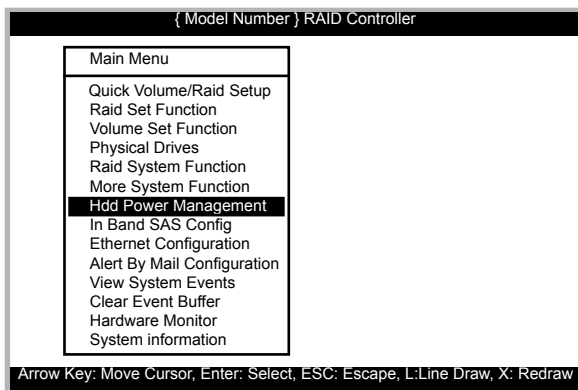 { Model Number } RAID Controller
Main Menu
Quick Volume/Raid Setup
Raid Set Function
Volume Set Function
Physical Drives
Raid System Function
More System Function
Hdd Power Management
In Band SAS Config
Ethernet Configuration
Alert By Mail Configuration
View System Events
Clear Event Buffer
Hardware Monitor
System information
Arrow Key: Move Cursor, Enter: Select, ESC: Escape, L:Line Draw, X: Redraw